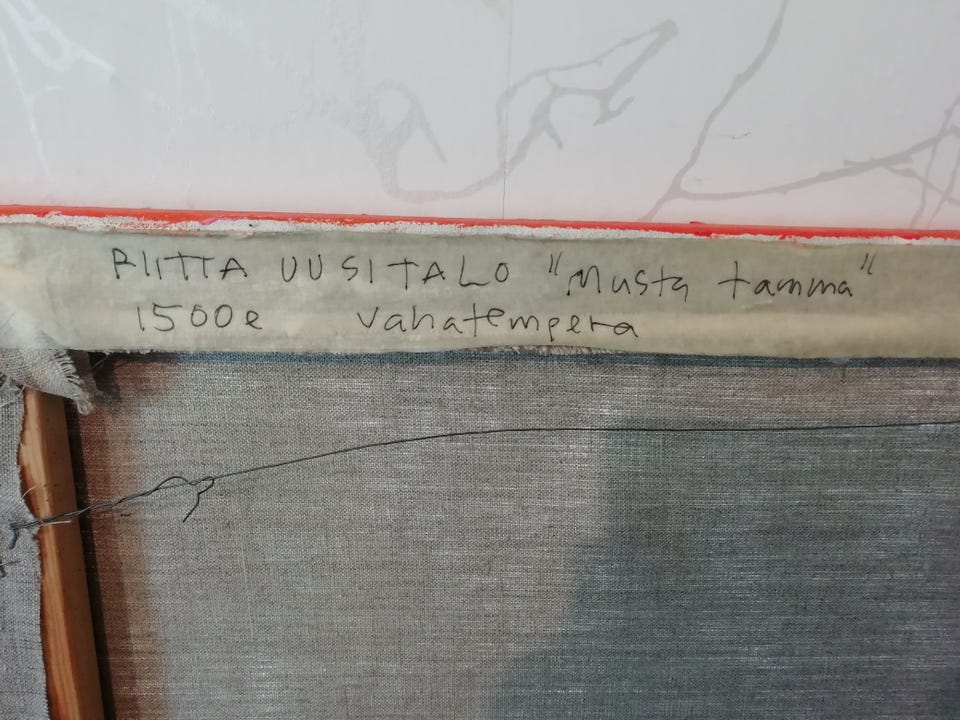 RIITTA UUSITALO "Musta tamma"
1500e vahatempera